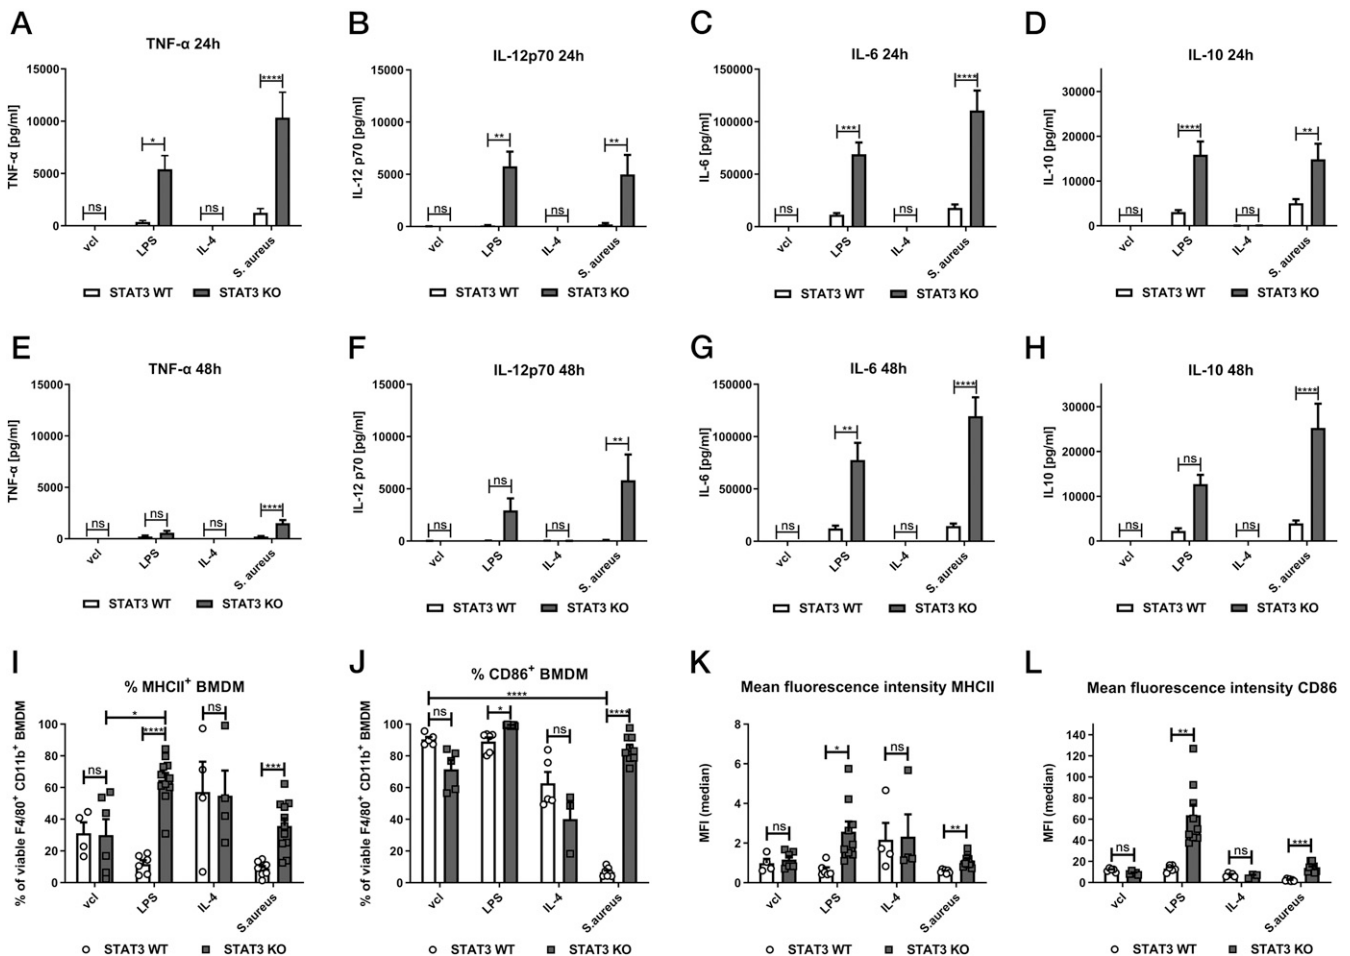 A
TNF-α 24h
TNF-α [pg/ml]
15000
10000
5000
0
ns
*
ns
****
vcl
LPS
IL-4
S. aureus
STAT3 WT
STAT3 KO
B
IL-12p70 24h
IL-12 p70 [pg/ml]
15000
10000
5000
0
ns
**
ns
**
vcl
LPS
IL-4
S. aureus
STAT3 WT
STAT3 KO
C
IL-6 24h
IL-6 [pg/ml]
150000
100000
50000
0
ns
***
ns
****
vcl
LPS
IL-4
S. aureus
STAT3 WT
STAT3 KO
D
IL-10 24h
IL-10 [pg/ml]
30000
20000
10000
0
ns
****
ns
**
vcl
LPS
IL-4
S. aureus
STAT3 WT
STAT3 KO
E
TNF-α 48h
TNF-α [pg/ml]
15000
10000
5000
0
ns
ns
ns
****
vcl
LPS
IL-4
S. aureus
STAT3 WT
STAT3 KO
F
IL-12p70 48h
IL-12 p70 [pg/ml]
15000
10000
5000
0
ns
ns
ns
**
vcl
LPS
IL-4
S. aureus
STAT3 WT
STAT3 KO
G
IL-6 48h
IL-6 [pg/ml]
150000
100000
50000
0
ns
**
ns
****
vcl
LPS
IL-4
S. aureus
STAT3 WT
STAT3 KO
H
IL-10 48h
IL10 [pg/ml]
30000
20000
10000
0
ns
ns
ns
****
vcl
LPS
IL-4
S. aureus
STAT3 WT
STAT3 KO
I
% MHCII+ BMDM
% of viable F4/80+ CD11b+ BMDM
100
80
60
40
20
0
ns
*
****
ns
***
vcl
LPS
IL-4
S.aureus
STAT3 WT
STAT3 KO
J
% CD86+ BMDM
% of viable F4/80+ CD11b+ BMDM
100
80
60
40
20
0
****
ns
*
ns
****
vcl
LPS
IL-4
S.aureus
STAT3 WT
STAT3 KO
K
Mean fluorescence intensity MHCII
MFI (median)
8
6
4
2
0
ns
*
ns
**
vcl
LPS
IL-4
S.aureus
STAT3 WT
STAT3 KO
L
Mean fluorescence intensity CD86
MFI (median)
140
120
100
80
60
40
20
0
ns
**
ns
***
vcl
LPS
IL-4
S.aureus
STAT3 WT
STAT3 KO